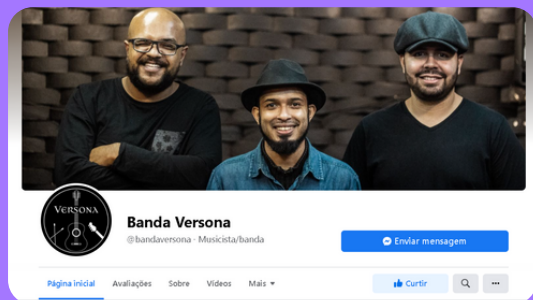 VERSONA
Banda Versona
@bandaversona · Musicista/banda
Enviar mensagem
Página inicial
Avaliações
Sobre
Vídeos
Mais
Curtir